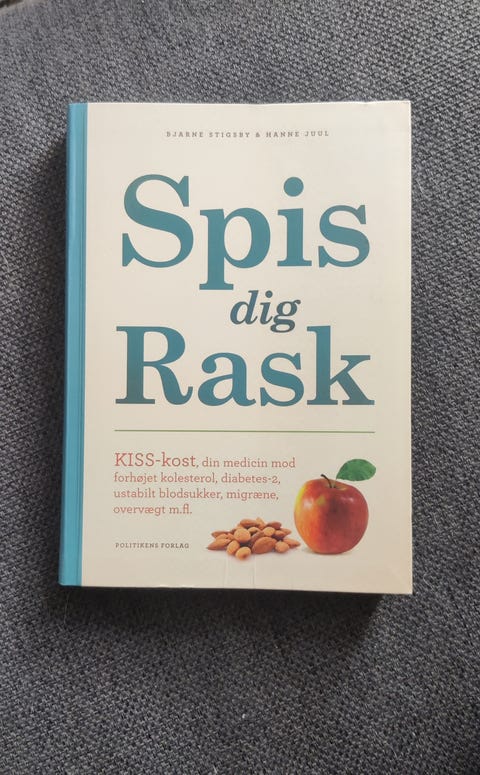 BJARNE STIGSBY & HANNE JUUL
Spis
dig
Rask
KISS-kost, din medicin mod
forhøjet kolesterol, diabetes-2,
ustabilt blodsukker, migræne,
overvægt m.fl.
POLITIKENS FORLAG